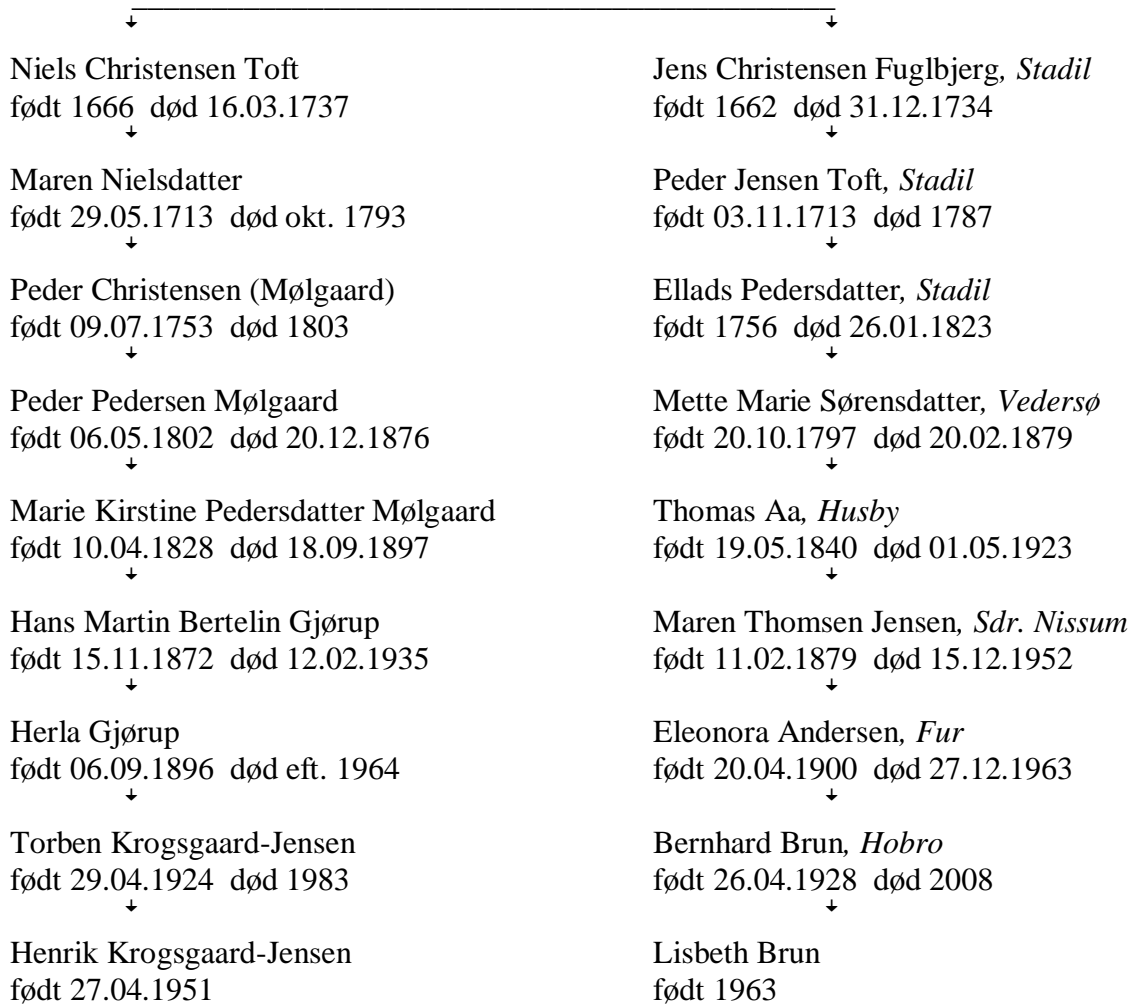 Niels Christensen Toft
født 1666 død 16.03.1737
Maren Nielsdatter
født 29.05.1713 død okt. 1793
Peder Christensen (Mølgaard)
født 09.07.1753 død 1803
Peder Pedersen Mølgaard
født 06.05.1802 død 20.12.1876
Marie Kirstine Pedersdatter Mølgaard
født 10.04.1828 død 18.09.1897
Hans Martin Bertelin Gjørup
født 15.11.1872 død 12.02.1935
Herla Gjørup
født 06.09.1896 død eft. 1964
Torben Krogsgaard-Jensen
født 29.04.1924 død 1983
Henrik Krogsgaard-Jensen
født 27.04.1951
Jens Christensen Fuglbjerg, Stadil
født 1662 død 31.12.1734
Peder Jensen Toft, Stadil
født 03.11.1713 død 1787
Ellads Pedersdatter, Stadil
født 1756 død 26.01.1823
Mette Marie Sørensdatter, Vedersø
født 20.10.1797 død 20.02.1879
Thomas Aa, Husby
født 19.05.1840 død 01.05.1923
Maren Thomsen Jensen, Sdr. Nissum
født 11.02.1879 død 15.12.1952
Eleonora Andersen, Fur
født 20.04.1900 død 27.12.1963
Bernhard Brun, Hobro
født 26.04.1928 død 2008
Lisbeth Brun
født 1963